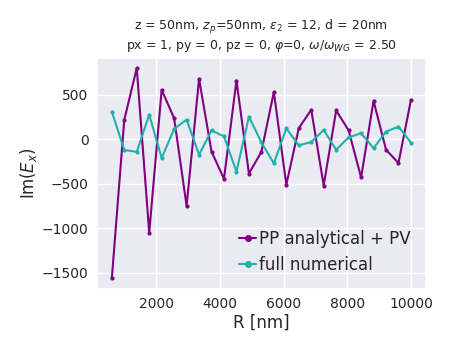 z = 50nm, z_p=50nm, ε_2 = 12, d = 20nm
px = 1, py = 0, pz = 0, φ=0, ω/ω_WG = 2.50
Im(E_x)
500
0
−500
−1000
−1500
PP analytical + PV
full numerical
2000 4000 6000 8000 10000
R [nm]